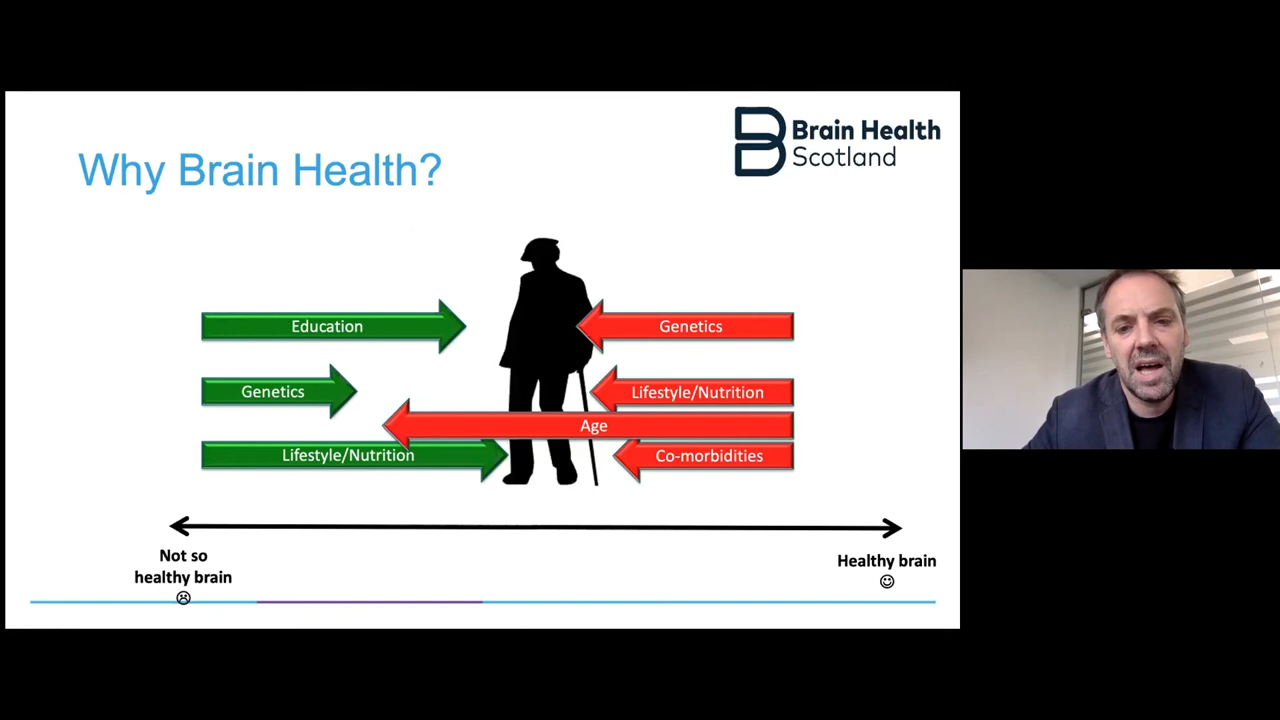 Brain Health
Scotland
Why Brain Health?
Education
Genetics
Genetics
Lifestyle/Nutrition
Age
Lifestyle/Nutrition
Co-morbidities
Not so
healthy brain
☹
Healthy brain
☺